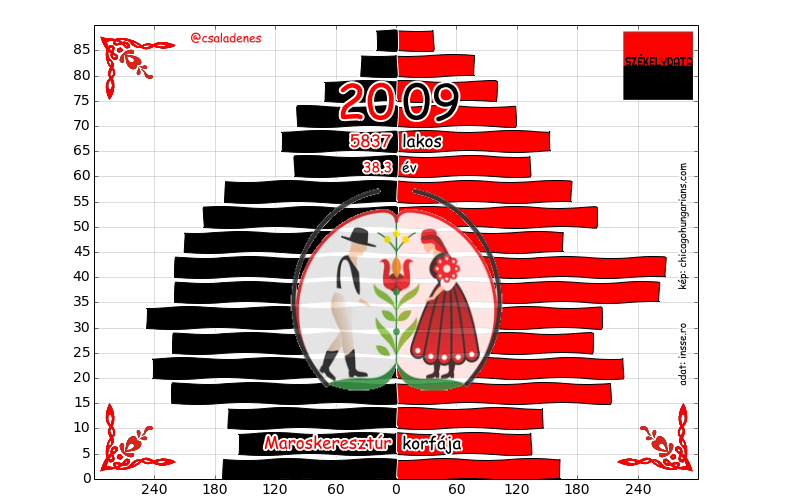 @csaladenes
SZÉKELYDATA
2009
5837 lakos
38.3 év
kép: chicagohungarians.com
adat: insse.ro
Maroskeresztúr korfája
85
80
75
70
65
60
55
50
45
40
35
30
25
20
15
10
5
0
240 180 120 60 0 60 120 180 240